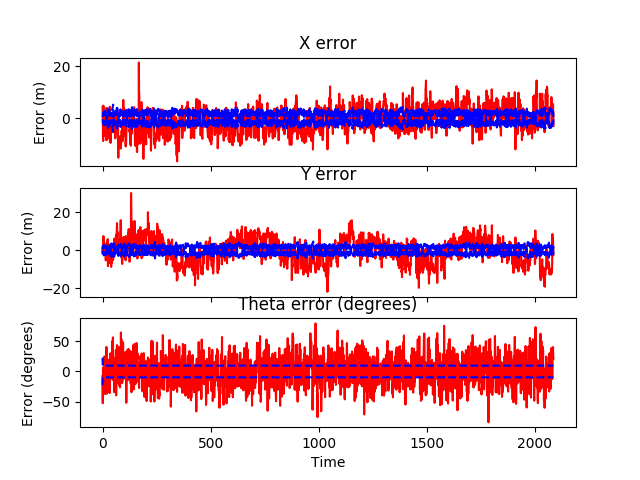 X error
20
0
Error (m)
Y error
20
0
−20
Error (m)
Theta error (degrees)
50
0
−50
Error (degrees)
0
500
1000
1500
2000
Time